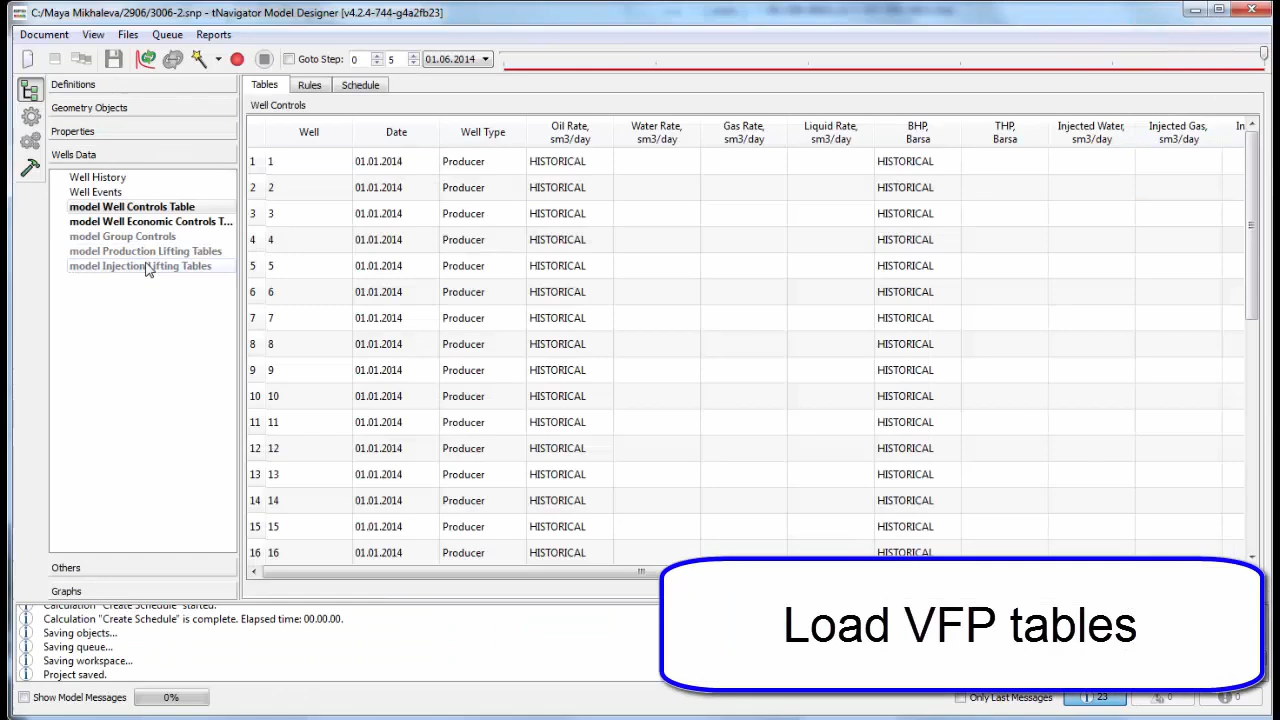 C:/Maya Mikhaleva/2906/3006-2.snp - tNavigator Model Designer [v4.2.4-744-g4a2fb23]
Document View Files Queue Reports
Goto Step: 0 5 01.06.2014
Definitions
Geometry Objects
Properties
Wells Data
Well History
Well Events
model Well Controls Table
model Well Economic Controls T...
model Group Controls
model Production Lifting Tables
model Injection Lifting Tables
Others
Graphs
Tables Rules Schedule
Well Controls
Well Date Well Type Oil Rate, sm3/day Water Rate, sm3/day Gas Rate, sm3/day Liquid Rate, sm3/day BHP, Barsa THP, Barsa Injected Water, sm3/day Injected Gas, sm3/day In
1 1 01.01.2014 Producer HISTORICAL HISTORICAL
2 2 01.01.2014 Producer HISTORICAL HISTORICAL
3 3 01.01.2014 Producer HISTORICAL HISTORICAL
4 4 01.01.2014 Producer HISTORICAL HISTORICAL
5 5 01.01.2014 Producer HISTORICAL HISTORICAL
6 6 01.01.2014 Producer HISTORICAL HISTORICAL
7 7 01.01.2014 Producer HISTORICAL HISTORICAL
8 8 01.01.2014 Producer HISTORICAL HISTORICAL
9 9 01.01.2014 Producer HISTORICAL HISTORICAL
10 10 01.01.2014 Producer HISTORICAL HISTORICAL
11 11 01.01.2014 Producer HISTORICAL HISTORICAL
12 12 01.01.2014 Producer HISTORICAL HISTORICAL
13 13 01.01.2014 Producer HISTORICAL HISTORICAL
14 14 01.01.2014 Producer HISTORICAL HISTORICAL
15 15 01.01.2014 Producer HISTORICAL HISTORICAL
16 16 01.01.2014 Producer HISTORICAL HISTORICAL
Calculation "Create Schedule" started.
Calculation "Create Schedule" is complete. Elapsed time: 00.00.00.
Saving objects...
Saving queue...
Saving workspace...
Project saved.
Load VFP tables
Show Model Messages 0% Only Last Messages 23 0 0